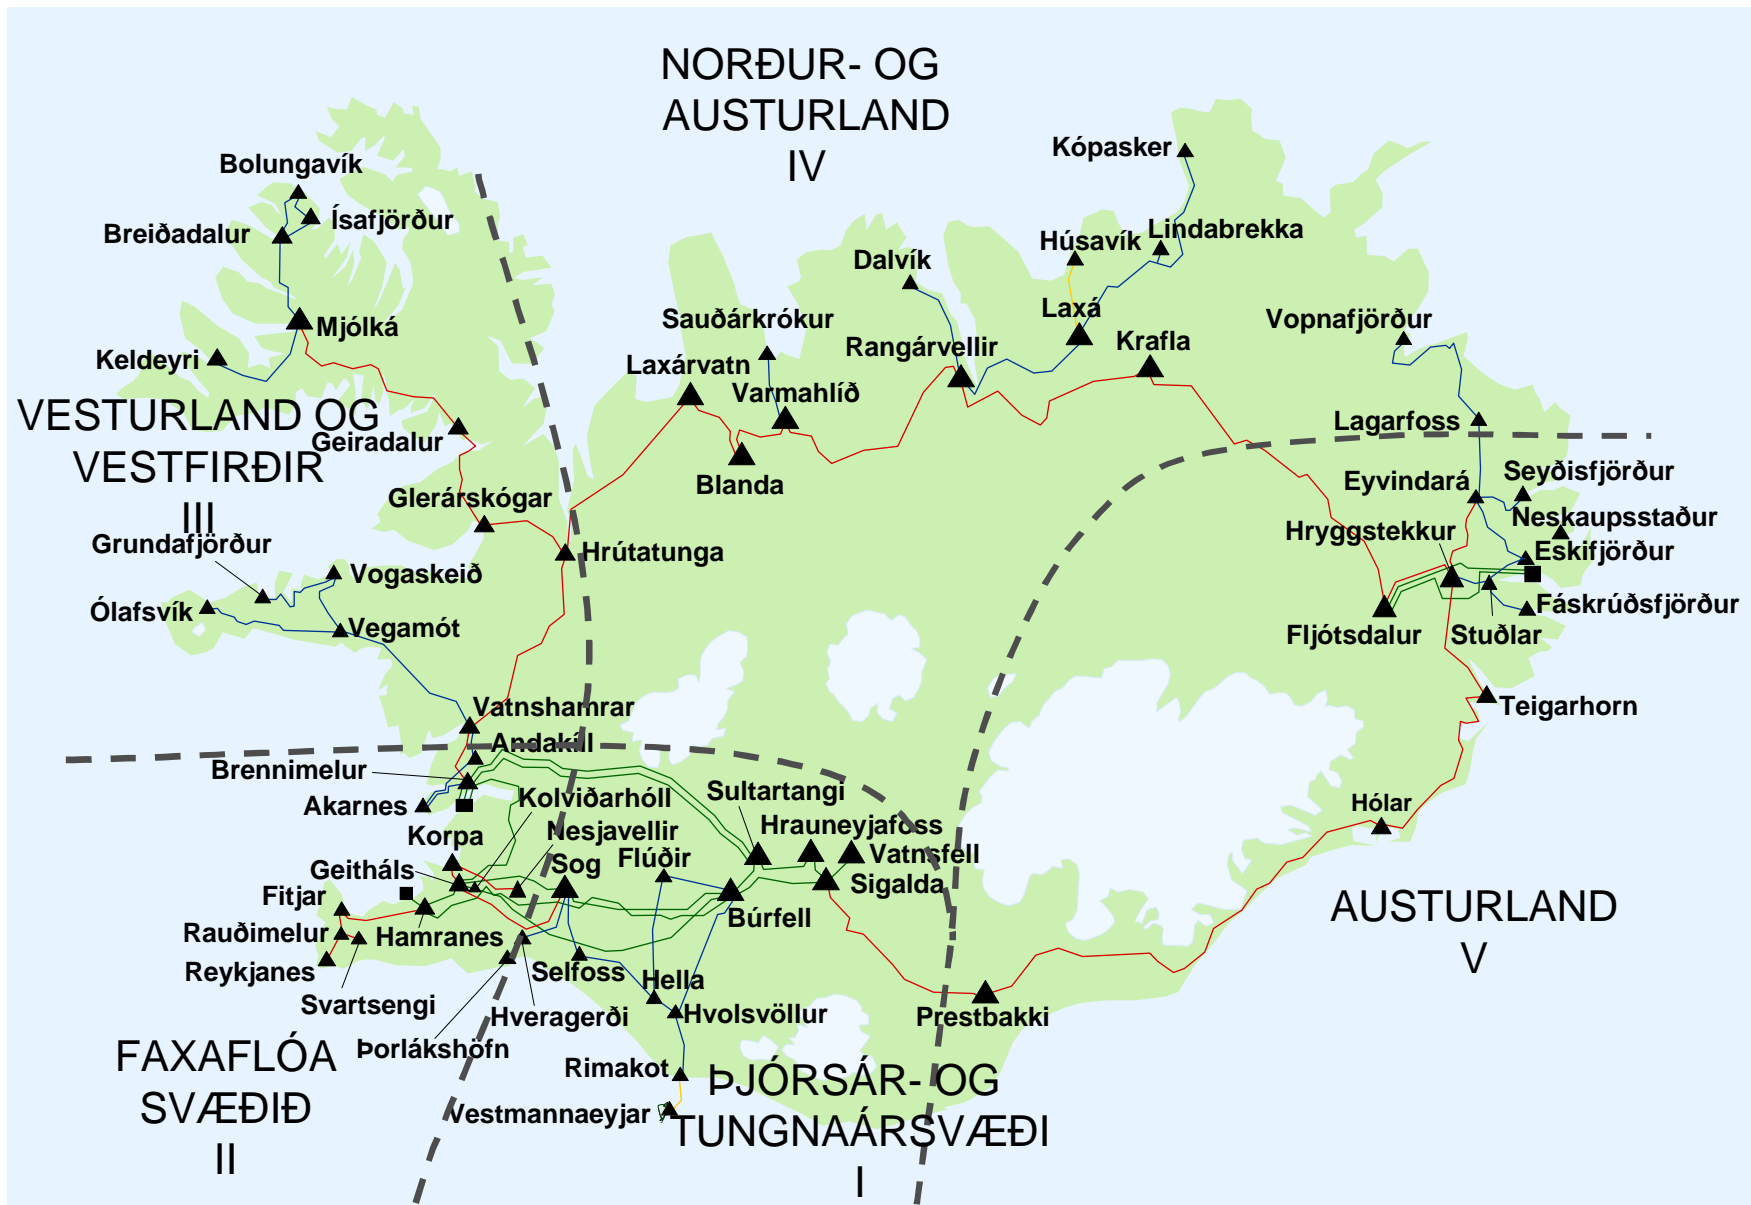 NORÐUR- OG
AUSTURLAND
IV
Kópasker
Bolungavík
Ísafjörður
Breiðadalur
Húsavík
Lindabrekka
Dalvík
Laxá
Mjólká
Sauðárkrókur
Vopnafjörður
Krafla
Keldeyri
Laxárvatn
Rangárvellir
Varmahlíð
VESTURLAND OG
VESTFIRÐIR
III
Geiradalur
Lagarfoss
Blanda
Eyvindará
Seyðisfjörður
Glerárskógar
Neskaupsstaður
Hryggstekkur
Grundafjörður
Hrútatunga
Eskifjörður
Vogaskeið
Ólafsvík
Vegamót
Fáskrúðsfjörður
Fljótsdalur
Stuðlar
Vatnshamrar
Teigarhorn
Andakíll
Brennimelur
Akarnes
Kolviðarhóll
Sultartangi
Hólar
Korpa
Nesjavellir
Hrauneyjafoss
Geitháls
Sog
Flúðir
Vatnsfell
Sigalda
Fitjar
Búrfell
AUSTURLAND
V
Rauðimelur
Hamranes
Reykjanes
Selfoss
Hella
Svartsengi
Hveragerði
Hvolsvöllur
Prestbakki
Þorlákshöfn
FAXAFLÓA
SVÆÐIÐ
II
Rimakot
Vestmannaeyjar
ÞJÓRSÁR- OG
TUNGNAÁRSVÆÐI
I